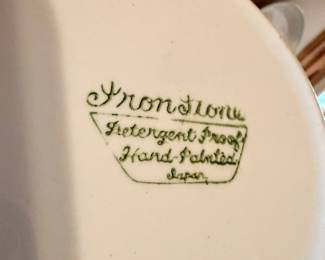 IronStone
Detergent Proof
Hand-Painted
Japan